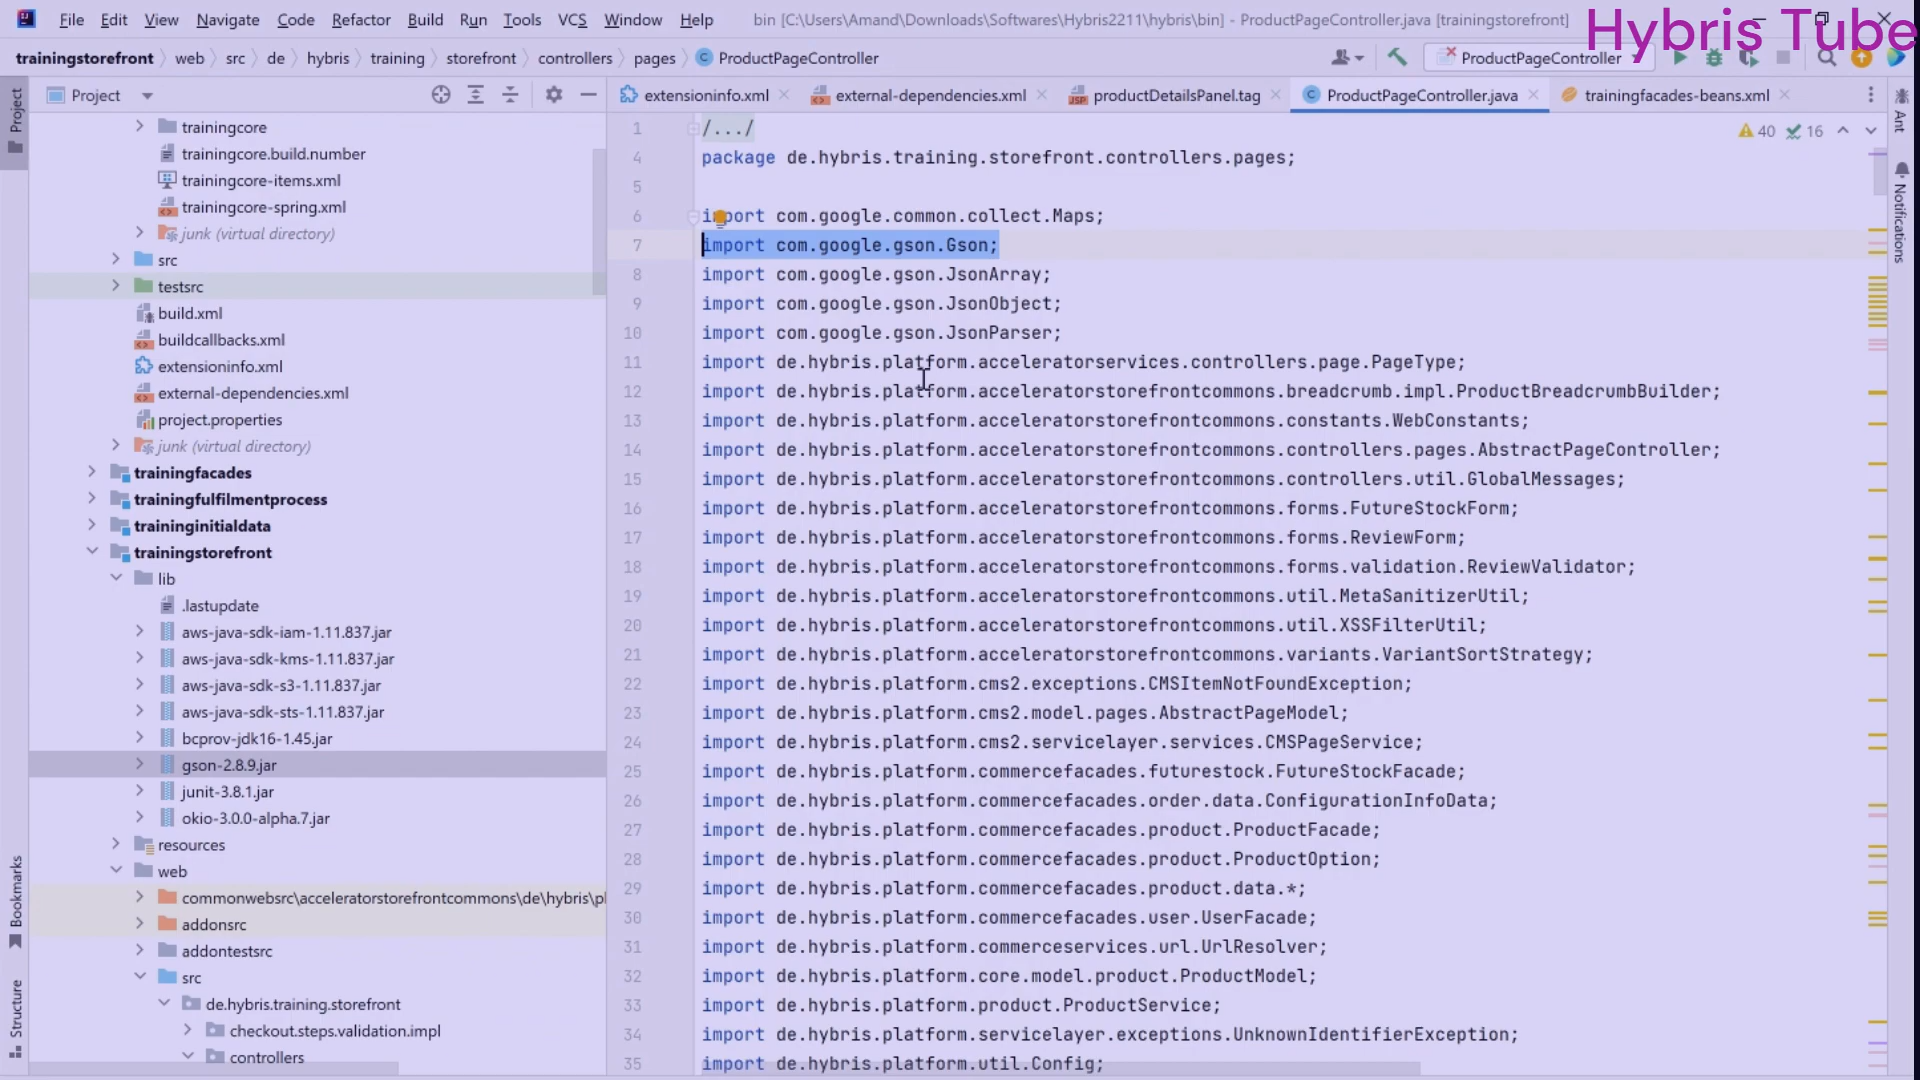 File Edit View Navigate Code Refactor Build Run Tools VCS Window Help bin [C:\Users\Amand\Downloads\Softwares\Hybris2211\hybris\bin] - ProductPageController.java [trainingstorefront]
Hybris Tube
trainingstorefront web src de hybris training storefront controllers pages ProductPageController
ProductPageController
Project
extensioninfo.xml external-dependencies.xml productDetailsPanel.tag ProductPageController.java trainingfacades-beans.xml
Project
Bookmarks
Structure
trainingcore
trainingcore.build.number
trainingcore-items.xml
trainingcore-spring.xml
junk (virtual directory)
src
testsrc
build.xml
buildcallbacks.xml
extensioninfo.xml
external-dependencies.xml
project.properties
junk (virtual directory)
trainingfacades
trainingfulfilmentprocess
traininginitialdata
trainingstorefront
lib
.lastupdate
aws-java-sdk-iam-1.11.837.jar
aws-java-sdk-kms-1.11.837.jar
aws-java-sdk-s3-1.11.837.jar
aws-java-sdk-sts-1.11.837.jar
bcprov-jdk16-1.45.jar
gson-2.8.9.jar
junit-3.8.1.jar
okio-3.0.0-alpha.7.jar
resources
web
commonwebsrc\acceleratorstorefrontcommons\de\hybris\pl
addonsrc
addontestsrc
src
de.hybris.training.storefront
checkout.steps.validation.impl
controllers
1 /.../
4 package de.hybris.training.storefront.controllers.pages;
5
6 import com.google.common.collect.Maps;
7 import com.google.gson.Gson;
8 import com.google.gson.JsonArray;
9 import com.google.gson.JsonObject;
10 import com.google.gson.JsonParser;
11 import de.hybris.platform.acceleratorservices.controllers.page.PageType;
12 import de.hybris.platform.acceleratorstorefrontcommons.breadcrumb.impl.ProductBreadcrumbBuilder;
13 import de.hybris.platform.acceleratorstorefrontcommons.constants.WebConstants;
14 import de.hybris.platform.acceleratorstorefrontcommons.controllers.pages.AbstractPageController;
15 import de.hybris.platform.acceleratorstorefrontcommons.controllers.util.GlobalMessages;
16 import de.hybris.platform.acceleratorstorefrontcommons.forms.FutureStockForm;
17 import de.hybris.platform.acceleratorstorefrontcommons.forms.ReviewForm;
18 import de.hybris.platform.acceleratorstorefrontcommons.forms.validation.ReviewValidator;
19 import de.hybris.platform.acceleratorstorefrontcommons.util.MetaSanitizerUtil;
20 import de.hybris.platform.acceleratorstorefrontcommons.util.XSSFilterUtil;
21 import de.hybris.platform.acceleratorstorefrontcommons.variants.VariantSortStrategy;
22 import de.hybris.platform.cms2.exceptions.CMSItemNotFoundException;
23 import de.hybris.platform.cms2.model.pages.AbstractPageModel;
24 import de.hybris.platform.cms2.servicelayer.services.CMSPageService;
25 import de.hybris.platform.commercefacades.futurestock.FutureStockFacade;
26 import de.hybris.platform.commercefacades.order.data.ConfigurationInfoData;
27 import de.hybris.platform.commercefacades.product.ProductFacade;
28 import de.hybris.platform.commercefacades.product.ProductOption;
29 import de.hybris.platform.commercefacades.product.data.*;
30 import de.hybris.platform.commercefacades.user.UserFacade;
31 import de.hybris.platform.commerceservices.url.UrlResolver;
32 import de.hybris.platform.core.model.product.ProductModel;
33 import de.hybris.platform.product.ProductService;
34 import de.hybris.platform.servicelayer.exceptions.UnknownIdentifierException;
35 import de.hybris.platform.util.Config;
40 16
Ant
Notifications